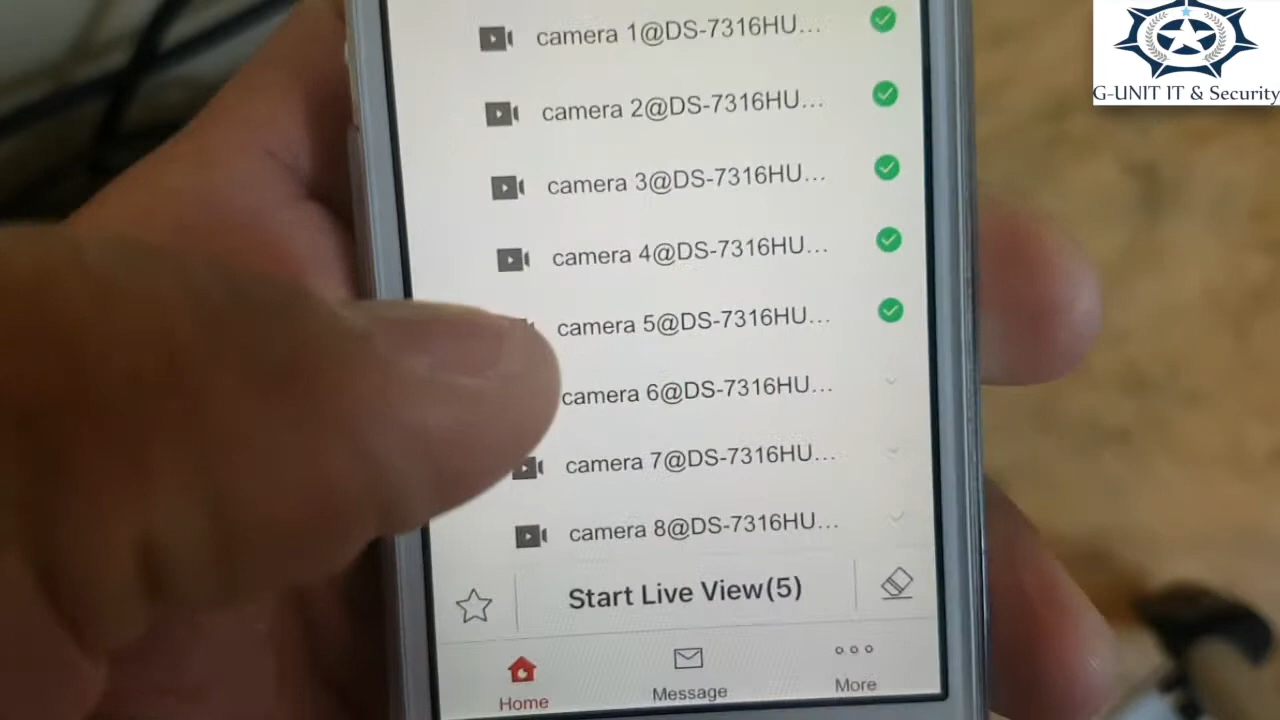 camera 1@DS-7316HU...
camera 2@DS-7316HU...
camera 3@DS-7316HU...
camera 4@DS-7316HU...
camera 5@DS-7316HU...
camera 6@DS-7316HU...
camera 7@DS-7316HU...
camera 8@DS-7316HU...
Start Live View(5)
Home
Message
More
G-UNIT IT & Security